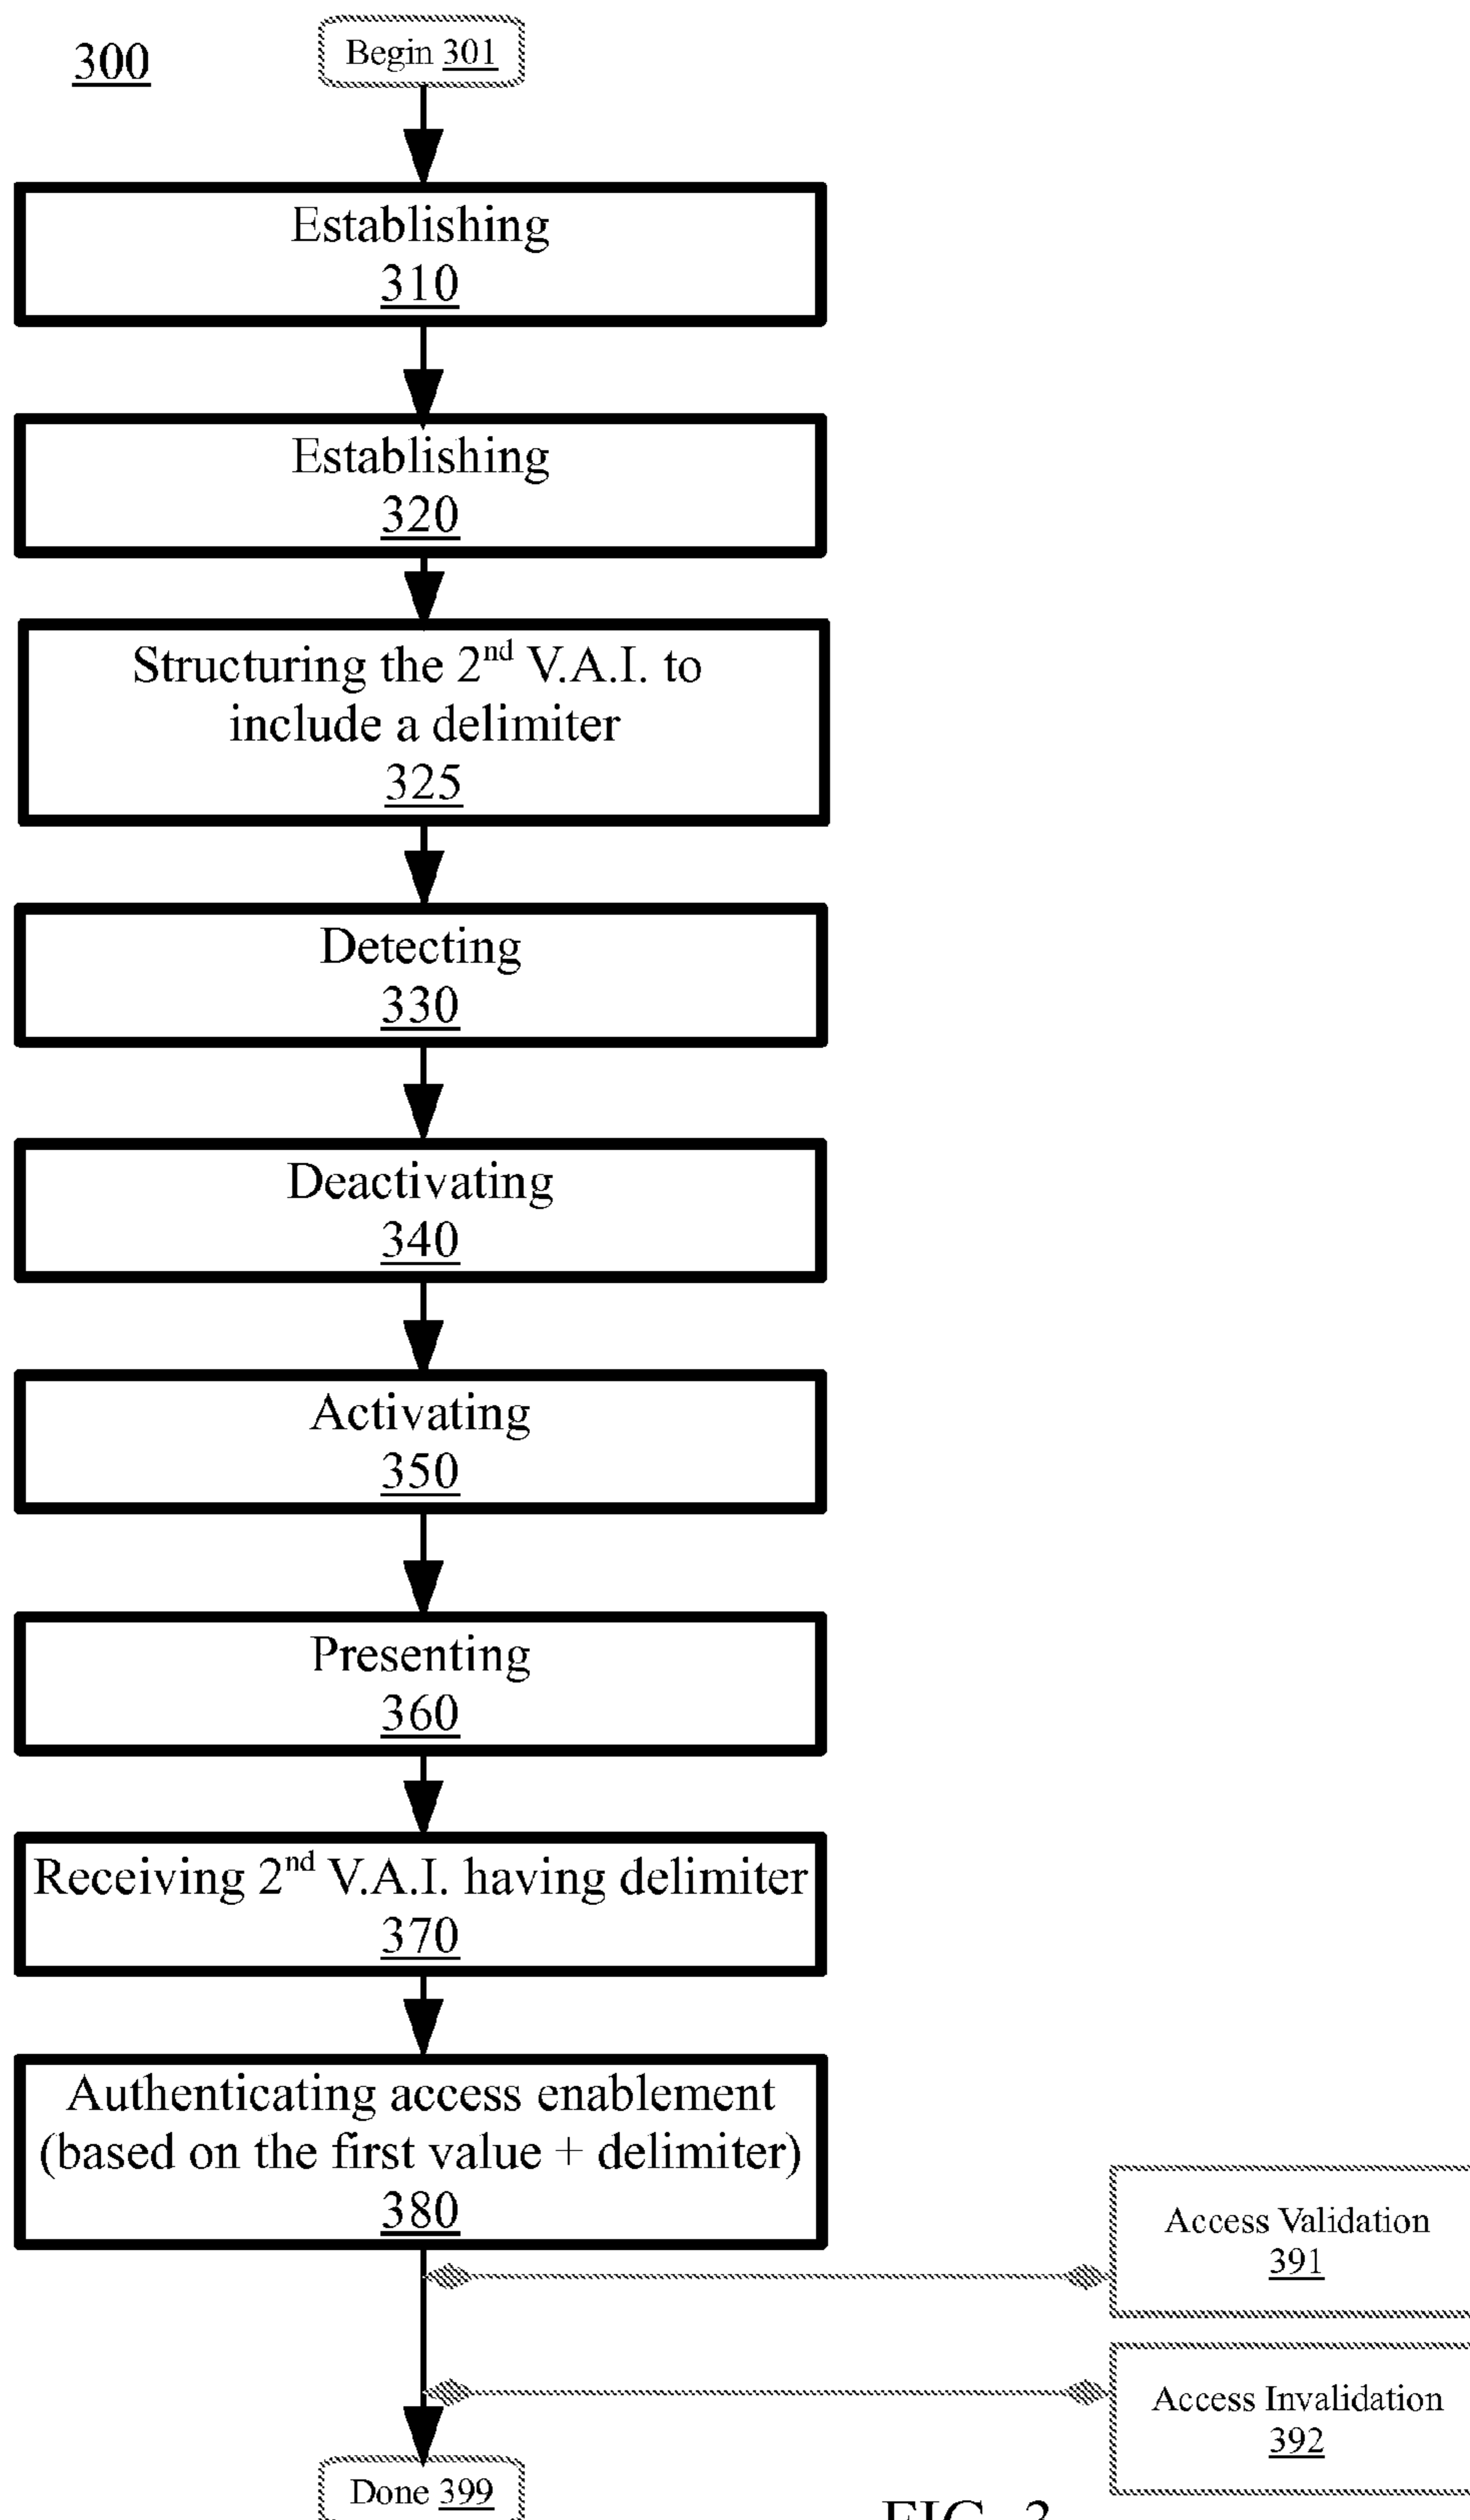 300
Begin 301
Establishing
310
Establishing
320
Structuring the 2nd V.A.I. to
include a delimiter
325
Detecting
330
Deactivating
340
Activating
350
Presenting
360
Receiving 2nd V.A.I. having delimiter
370
Authenticating access enablement
(based on the first value + delimiter)
380
Access Validation
391
Access Invalidation
392
Done 399
FIG. 3